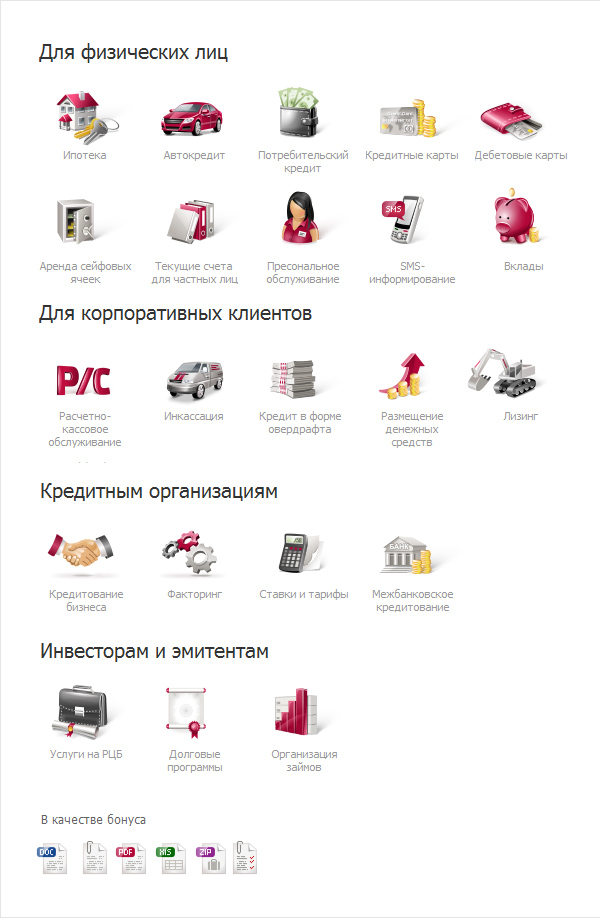 Для физических лиц
Ипотека
Автокредит
Потребительский
кредит
Кредитные карты
Дебетовые карты
SMS
Аренда сейфовых
ячеек
Текущие счета
для частных лиц
Пресональное
обслуживание
SMS-
информирование
Вклады
Для корпоративных клиентов
Р/С
Расчетно-
кассовое
обслуживание
Инкассация
Кредит в форме
овердрафта
Размещение
денежных
средств
Лизинг
Кредитным организациям
БАНК
Кредитование
бизнеса
Факторинг
Ставки и тарифы
Межбанковское
кредитование
Инвесторам и эмитентам
Услуги на РЦБ
Долговые
программы
Организация
займов
В качестве бонуса
DOC
PDF
XLS
ZIP